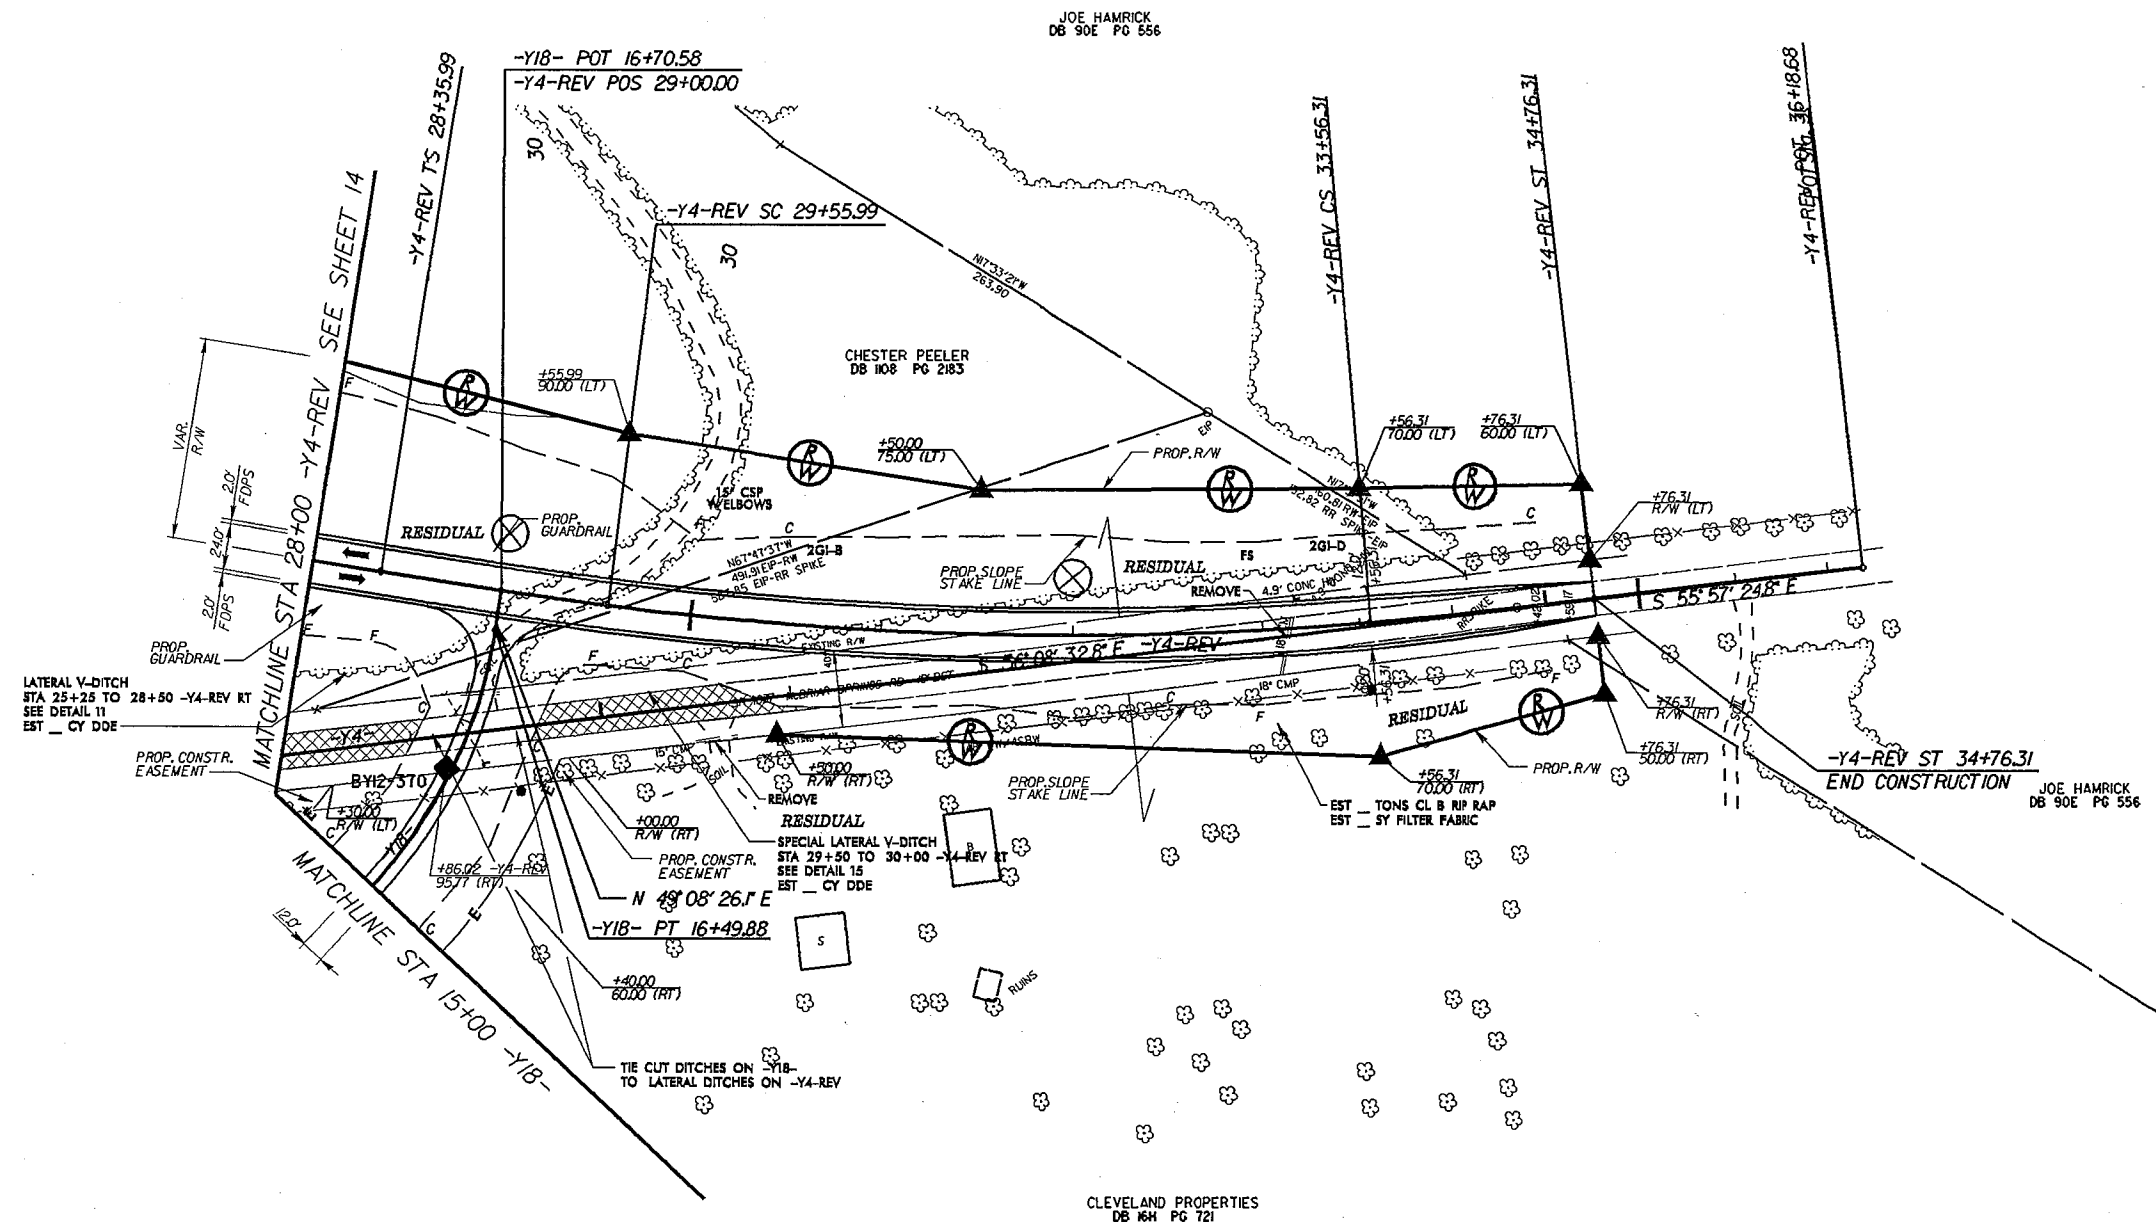 JOE HAMRICK
DB 90E PG 556
-Y18- POT 16+70.58
-Y4-REV POS 29+00.00
-Y4-REV TS 28+35.99
30
30
-Y4-REV SC 29+55.99
-Y4-REV CS 33+56.31
-Y4-REV ST 34+76.31
MATCHLINE STA 28+00 -Y4-REV SEE SHEET 14
N17°33'21"W
263.90
CHESTER PEELER
DB 1108 PG 2183
VAR.
R/W
R
W
+55.99
90.00 (LT)
R
W
+50.00
75.00 (LT)
PROP. R/W
EIP
R
W
+56.31
70.00 (LT)
R
W
+76.31
60.00 (LT)
+76.31
R/W (LT)
2.0'
FDPS
24.0'
2.0'
FDPS
RESIDUAL
PROP.
GUARDRAIL
15" CSP
W/ELBOWS
C
N67°47'37"W
491.91 EIP-RW
2GI-B
PROP. SLOPE
STAKE LINE
RESIDUAL
FS
2GI-D
C
REMOVE
S 55°57'24.8" E
F
F
F
PROP.
GUARDRAIL
EXISTING R/W
S 56°08'32.8" E -Y4-REV
LATERAL V-DITCH
STA 25+25 TO 28+50 -Y4-REV RT
SEE DETAIL 11
EST __ CY DDE
PROP. CONSTR.
EASEMENT
-Y4-
BY12-370
+30.00
R/W (LT)
-Y18-
15" CMP
SOIL
REMOVE
RESIDUAL
+50.00
R/W (RT)
R
W
18" CMP
C
F
PROP. SLOPE
STAKE LINE
RESIDUAL
R
W
F
+76.31
R/W (RT)
+76.31
50.00 (RT)
+56.31
70.00 (RT)
PROP. R/W
-Y4-REV ST 34+76.31
END CONSTRUCTION
JOE HAMRICK
DB 90E PG 556
EST __ TONS CL B RIP RAP
EST __ SY FILTER FABRIC
+00.00
R/W (RT)
PROP. CONSTR.
EASEMENT
SPECIAL LATERAL V-DITCH
STA 29+50 TO 30+00 -Y4-REV RT
SEE DETAIL 15
EST __ CY DDE
+86.02 -Y4-REV
95.77 (RT)
N 49°08'26.1" E
-Y18- PT 16+49.88
B
S
RUINS
12.0'
C
E
+40.00
60.00 (RT)
MATCHLINE STA 15+00 -Y18-
TIE CUT DITCHES ON -Y18-
TO LATERAL DITCHES ON -Y4-REV
CLEVELAND PROPERTIES
DB 16H PG 721